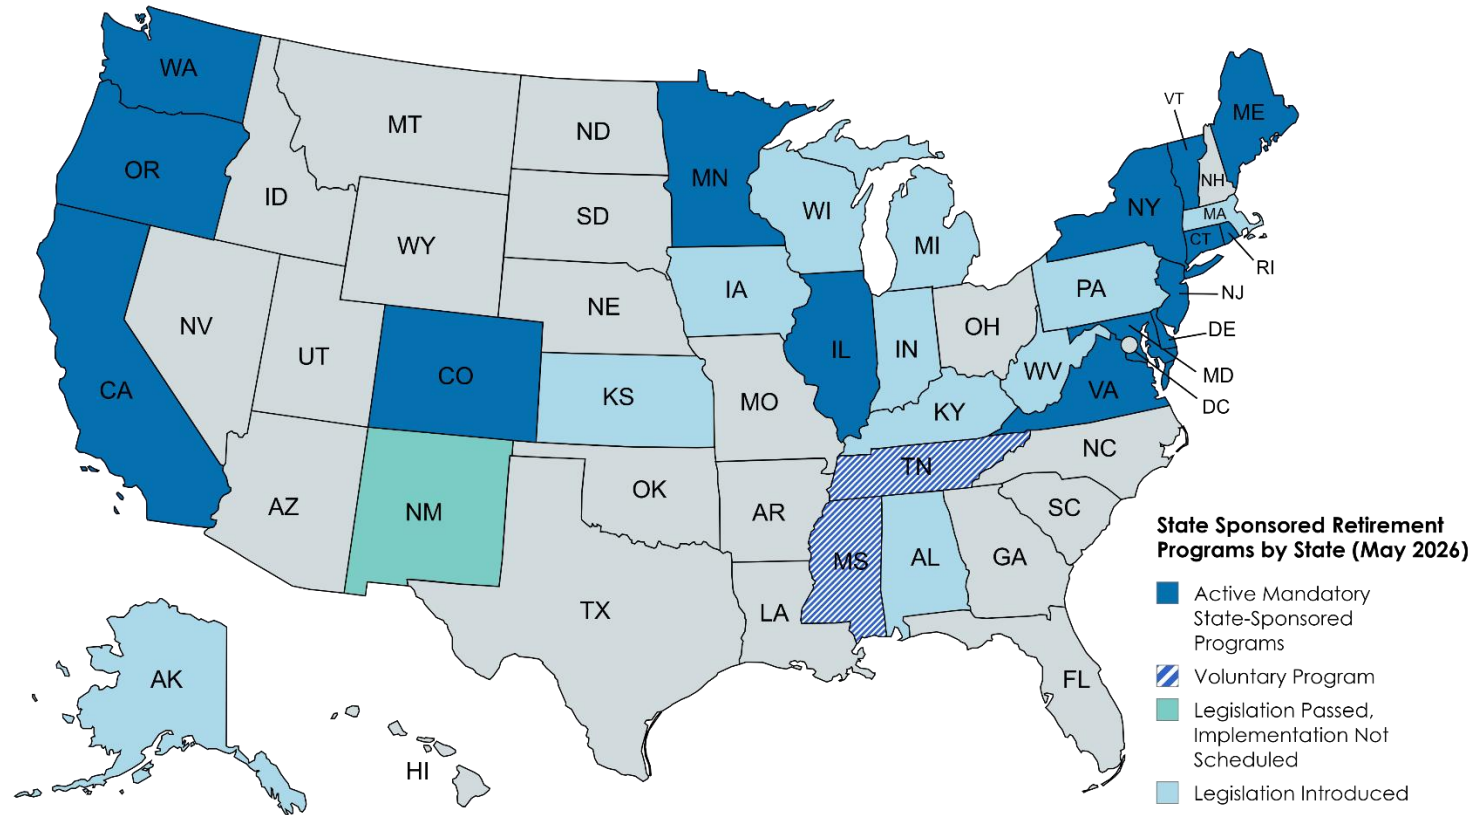 WA
MT
ND
MN
VT
ME
OR
ID
SD
WI
NH
NY
MA
WY
MI
CT
RI
IA
PA
NJ
NV
NE
OH
DE
UT
IL
IN
CO
WV
MD
CA
KS
KY
VA
DC
MO
NC
TN
AZ
NM
OK
AR
SC
MS
AL
GA
TX
LA
FL
AK
HI
State Sponsored Retirement
Programs by State (May 2026)
Active Mandatory
State-Sponsored
Programs
Voluntary Program
Legislation Passed,
Implementation Not
Scheduled
Legislation Introduced